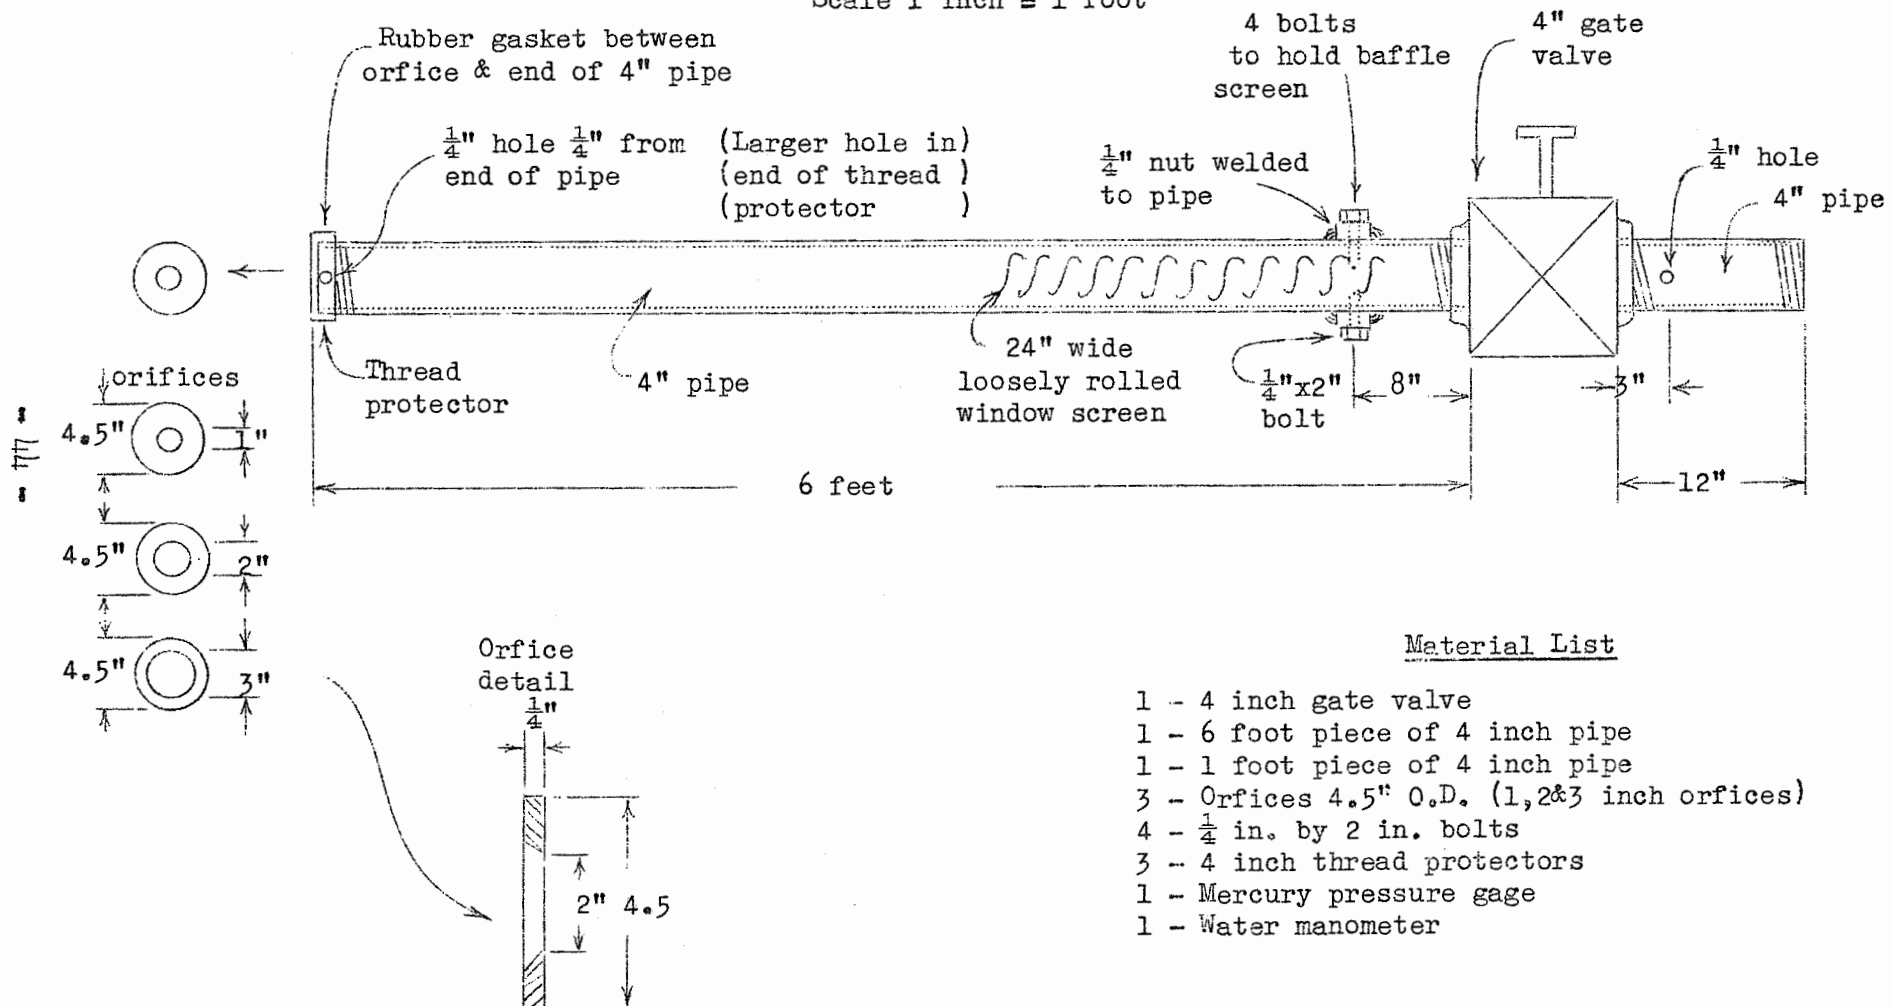 Scale 1 inch = 1 foot
Rubber gasket between
orfice & end of 4" pipe
4 bolts
to hold baffle
screen
4" gate
valve
¼" hole ¼" from (Larger hole in)
end of pipe (end of thread )
(protector )
¼" nut welded
to pipe
¼" hole
4" pipe
Thread
protector
4" pipe
24" wide
loosely rolled
window screen
¼"x2"
bolt
8"
3"
6 feet
12"
orifices
4.5" 1"
4.5" 2"
4.5" 3"
- 44 -
Orfice
detail
¼"
2" 4.5
Material List
1 - 4 inch gate valve
1 - 6 foot piece of 4 inch pipe
1 - 1 foot piece of 4 inch pipe
3 - Orfices 4.5" O.D. (1,2&3 inch orfices)
4 - ¼ in. by 2 in. bolts
3 - 4 inch thread protectors
1 - Mercury pressure gage
1 - Water manometer